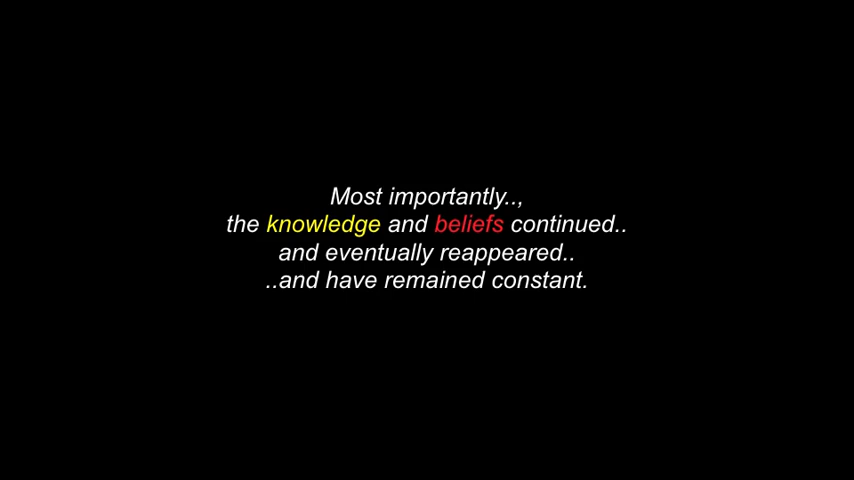 Most importantly..,
the knowledge and beliefs continued..
and eventually reappeared..
..and have remained constant.